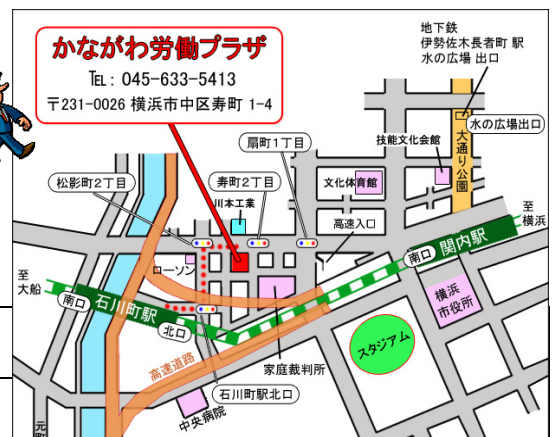 かながわ労働プラザ
℡: 045-633-5413
〒231-0026 横浜市中区寿町 1-4
地下鉄
伊勢佐木長者町 駅
水の広場 出口
水の広場出口
大通り公園
技能文化会館
扇町1丁目
松影町2丁目
寿町2丁目
文化体育館
川本工業
高速入口
至
横浜
関内駅
南口
ローソン
至
大船
南口
石川町駅
北口
横浜
市役所
スタジアム
家庭裁判所
高速道路
石川町駅北口
中央病院
元町